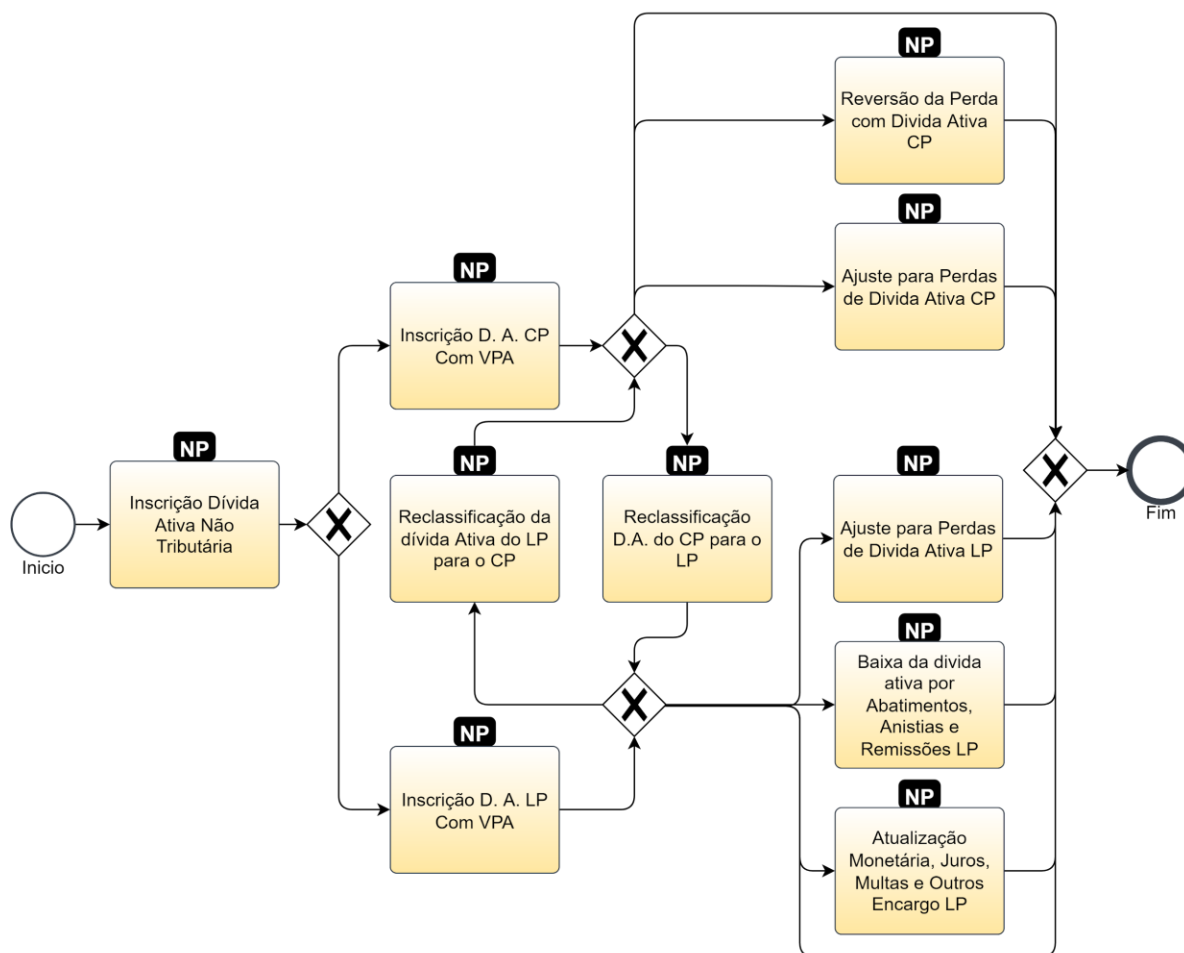 NP
Reversão da Perda
com Divida Ativa
CP
NP
Ajuste para Perdas
de Divida Ativa CP
NP
Inscrição D. A. CP
Com VPA
NP
Inscrição Dívida
Ativa Não
Tributária
Inicio
NP
Reclassificação da
dívida Ativa do LP
para o CP
NP
Reclassificação
D.A. do CP para o
LP
NP
Ajuste para Perdas
de Divida Ativa LP
Fim
NP
Baixa da divida
ativa por
Abatimentos,
Anistias e
Remissões LP
NP
Inscrição D. A. LP
Com VPA
NP
Atualização
Monetária, Juros,
Multas e Outros
Encargo LP